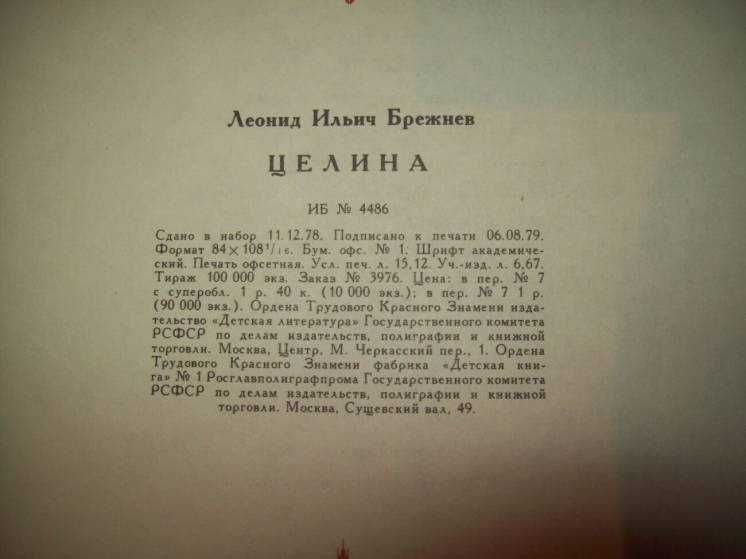 Леонид Ильич Брежнев
ЦЕЛИНА
ИБ № 4486
Сдано в набор 11.12.78. Подписано к печати 06.08.79.
Формат 84×108¹/₁₆. Бум. офс. № 1. Шрифт академичес-
кий. Печать офсетная. Усл. печ. л. 15,12. Уч.-изд. л. 6,67.
Тираж 100 000 экз. Заказ № 3976. Цена: в пер. № 7
с суперобл. 1 р. 40 к. (10 000 экз.); в пер. № 7 1 р.
(90 000 экз.). Ордена Трудового Красного Знамени изда-
тельство «Детская литература» Государственного комитета
РСФСР по делам издательств, полиграфии и книжной
торговли. Москва, Центр, М. Черкасский пер., 1. Ордена
Трудового Красного Знамени фабрика «Детская кни-
га» № 1 Росглавполиграфпрома Государственного комитета
РСФСР по делам издательств, полиграфии и книжной
торговли. Москва, Сущевский вал, 49.